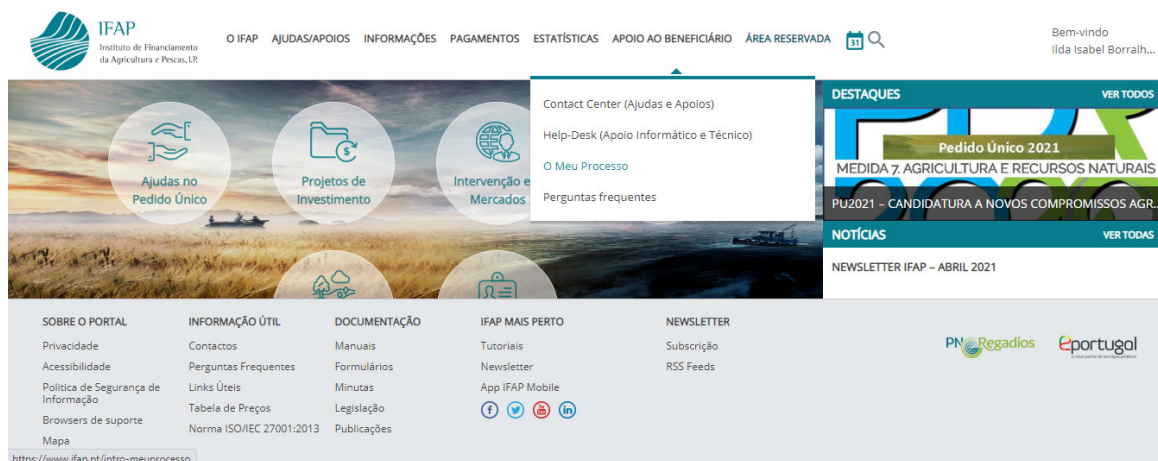 IFAP
Instituto de Financiamento
da Agricultura e Pescas, I.P.
O IFAP AJUDAS/APOIOS INFORMAÇÕES PAGAMENTOS ESTATÍSTICAS APOIO AO BENEFICIÁRIO ÁREA RESERVADA 31
Bem-vindo
Ilda Isabel Borralh...
Contact Center (Ajudas e Apoios)
Help-Desk (Apoio Informático e Técnico)
O Meu Processo
Perguntas frequentes
Ajudas no
Pedido Único
Projetos de
Investimento
Intervenção e
Mercados
DESTAQUES VER TODOS
Pedido Único 2021
MEDIDA 7. AGRICULTURA E RECURSOS NATURAIS
PU2021 – CANDIDATURA A NOVOS COMPROMISSOS AGR...
NOTÍCIAS VER TODAS
NEWSLETTER IFAP – ABRIL 2021
SOBRE O PORTAL
Privacidade
Acessibilidade
Politica de Segurança de
Informação
Browsers de suporte
Mapa
INFORMAÇÃO ÚTIL
Contactos
Perguntas Frequentes
Links Úteis
Tabela de Preços
Norma ISO/IEC 27001:2013
DOCUMENTAÇÃO
Manuais
Formulários
Minutas
Legislação
Publicações
IFAP MAIS PERTO
Tutoriais
Newsletter
App IFAP Mobile
NEWSLETTER
Subscrição
RSS Feeds
PN Regadios
eportugal
https://www.ifap.pt/intro-meuprocesso